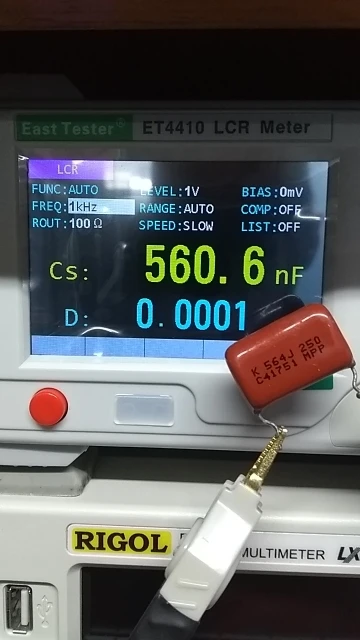 East Tester® ET4410 LCR Meter
LCR
FUNC:AUTO LEVEL:1V BIAS:0mV
FREQ:1kHz RANGE:AUTO COMP:OFF
ROUT:100 Ω SPEED:SLOW LIST:OFF
Cs: 560.6 nF
D: 0.0001
K 564J 250
C41751 MPP
RIGOL MULTIMETER LX